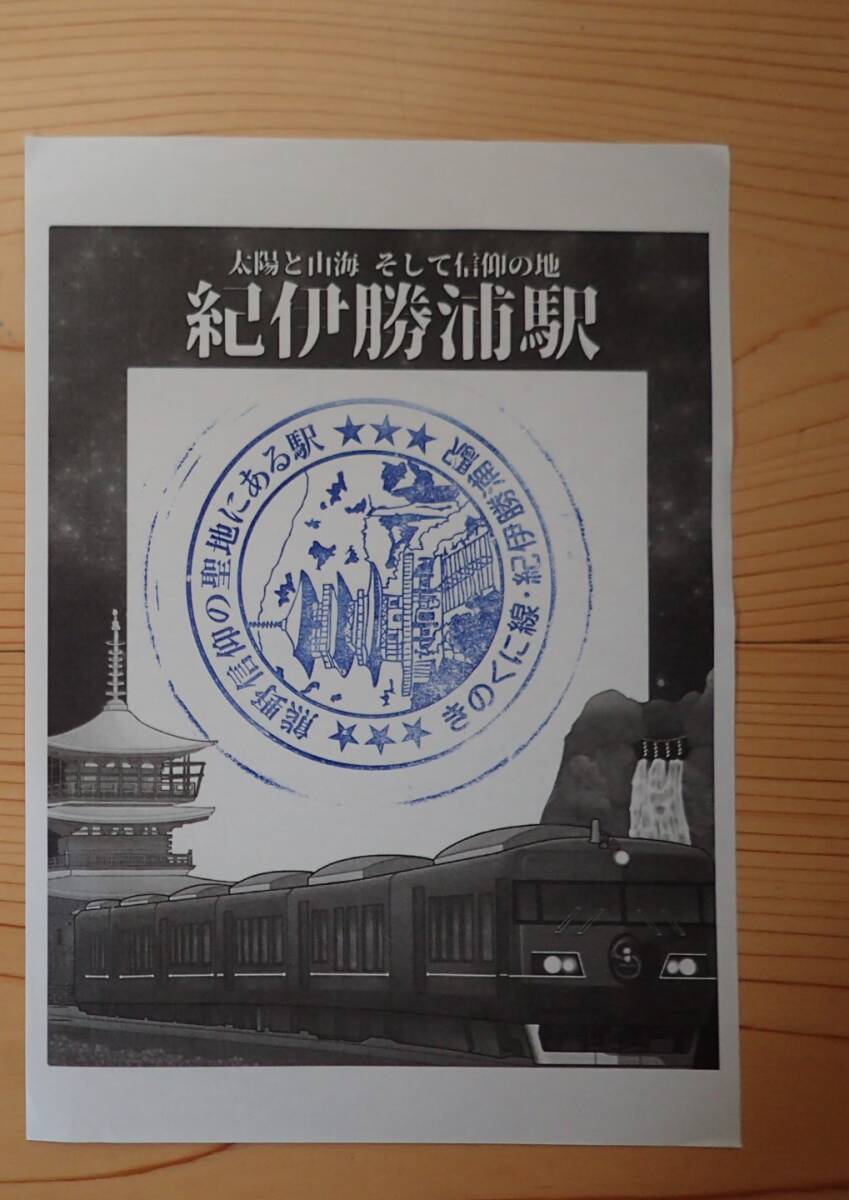 太陽と山海 そして信仰の地
紀伊勝浦駅
熊野信仰の聖地にある駅
きのくに線・紀伊勝浦駅